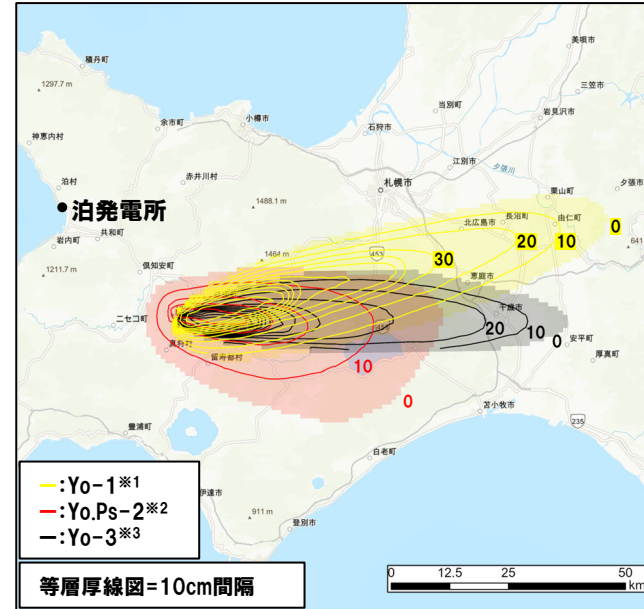 積丹町
美唄市
1297.7 m
三笠市
余市町
小樽市
当別町
岩見沢市
石狩市
神恵内村
江別市
夕張川
泊村
赤井川村
札幌市
夕張市
栗山町
1488.1 m
●泊発電所
長沼町
北広島市
由仁町
共和町
岩内町
0
20
10
641
1464 m
453
30
1211.7 m
倶知安町
恵庭市
千歳市
ニセコ町
20
10
0
真狩村
留寿都村
安平町
10
厚真町
0
苫小牧市
235
豊浦町
白老町
-:Yo-1※1
-:Yo.Ps-2※2
-:Yo-3※3
伊達市
911 m
登別市
等層厚線図=10cm間隔
0 12.5 25 50
km